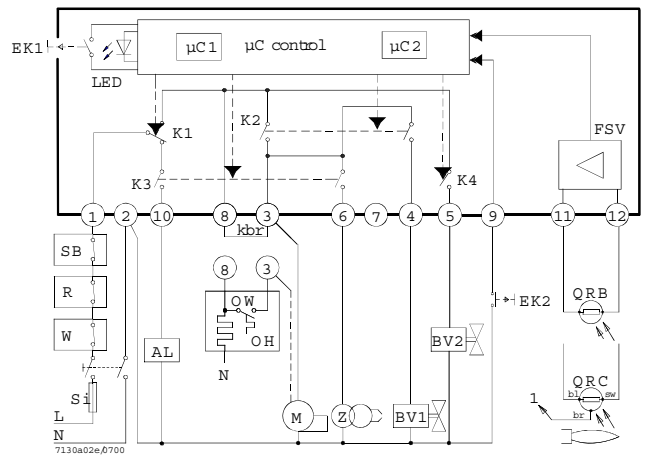 µC1 µC control µC2
EK1
LED
K2
FSV
K1
K3 K4
1 2 10 8 3 6 7 4 5 9 11 12
kbr
SB
8 3
R
QRB
OW
EK2
W
OH
BV2
AL
N
QRC
Si
1 bl sw
L
M Z BV1
br
N
7130a02e/0700